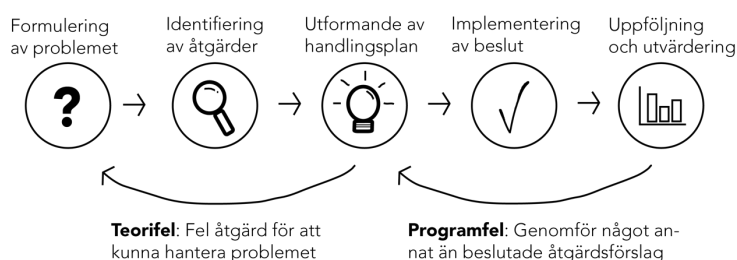 Formulering
av problemet
Identifiering
av åtgärder
Utformande av
handlingsplan
Implementering
av beslut
Uppföljning
och utvärdering
?
Teorifel: Fel åtgärd för att
kunna hantera problemet
Programfel: Genomför något an-
nat än beslutade åtgärdsförslag